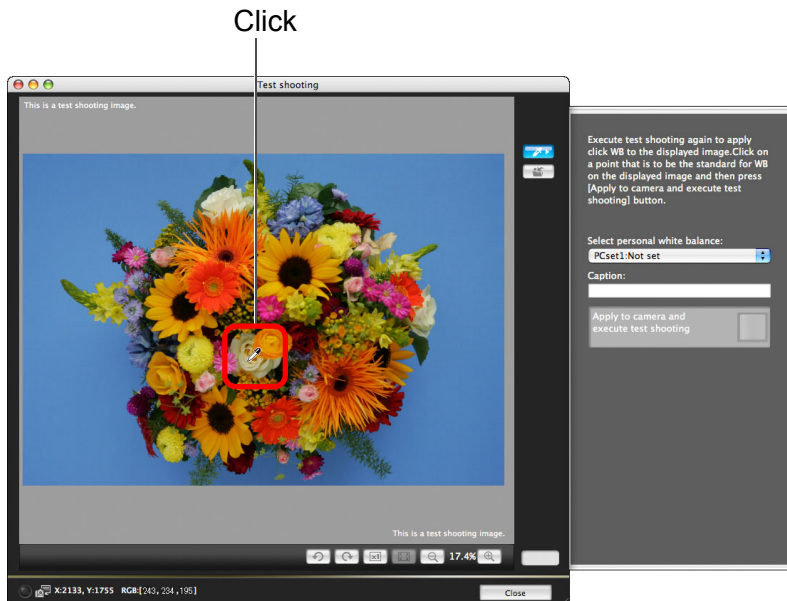 Click
Test shooting
This is a test shooting image.
Execute test shooting again to apply
click WB to the displayed image.Click on
a point that is to be the standard for WB
on the displayed image and then press
[Apply to camera and execute test
shooting] button.
Select personal white balance:
PCset1:Not set
Caption:
Apply to camera and
execute test shooting
This is a test shooting image.
x1
17.4%
X:2133, Y:1755 RGB:[243, 234 ,195]
Close